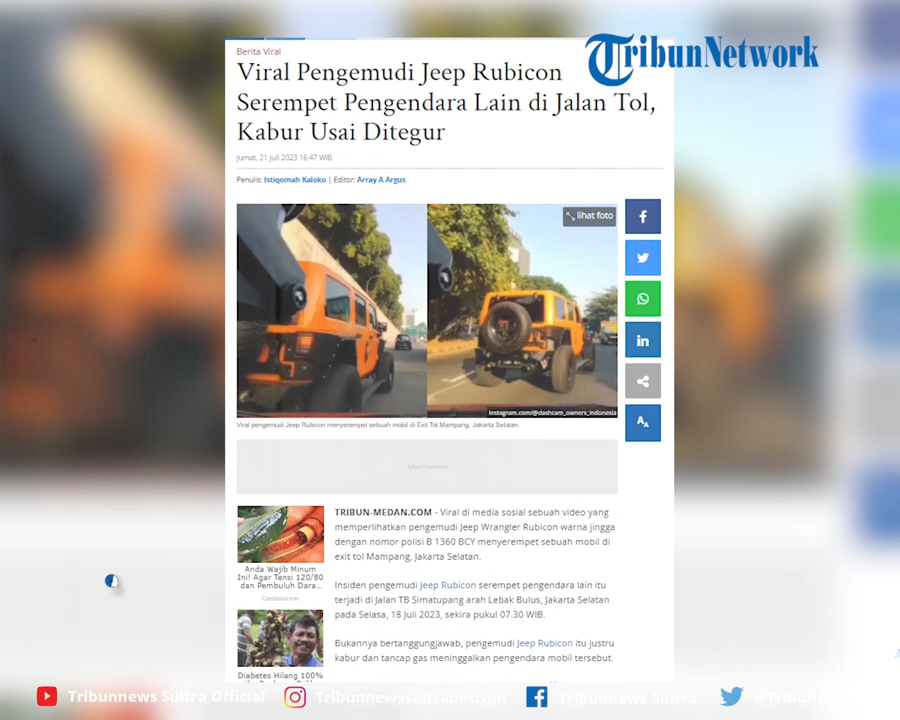 TribunNetwork
Berita Viral
Viral Pengemudi Jeep Rubicon
Serempet Pengendara Lain di Jalan Tol,
Kabur Usai Ditegur
Jumat, 21 Juli 2023 16:47 WIB
Penulis: Istiqomah Kaloko | Editor: Array A Argus
lihat foto
Instagram.com/@dashcam_owners_indonesia
Viral pengemudi Jeep Rubicon menyerempet sebuah mobil di Exit Tol Mampang, Jakarta Selatan.
Advertisement
TRIBUN-MEDAN.COM - Viral di media sosial sebuah video yang
memperlihatkan pengemudi Jeep Wrangler Rubicon warna jingga
dengan nomor polisi B 1360 BCY menyerempet sebuah mobil di
exit tol Mampang, Jakarta Selatan.
Insiden pengemudi Jeep Rubicon serempet pengendara lain itu
terjadi di Jalan TB Simatupang arah Lebak Bulus, Jakarta Selatan
pada Selasa, 18 Juli 2023, sekira pukul 07.30 WIB.
Bukannya bertanggungjawab, pengemudi Jeep Rubicon itu justru
kabur dan tancap gas meninggalkan pengendara mobil tersebut.
Anda Wajib Minum
Ini! Agar Tensi 120/80
dan Pembuluh Dara...
Cardionormin
Diabetes Hilang 100%
Tribunnews Sultra Official
Tribunnewssultradotcom
Tribunnews Sultra